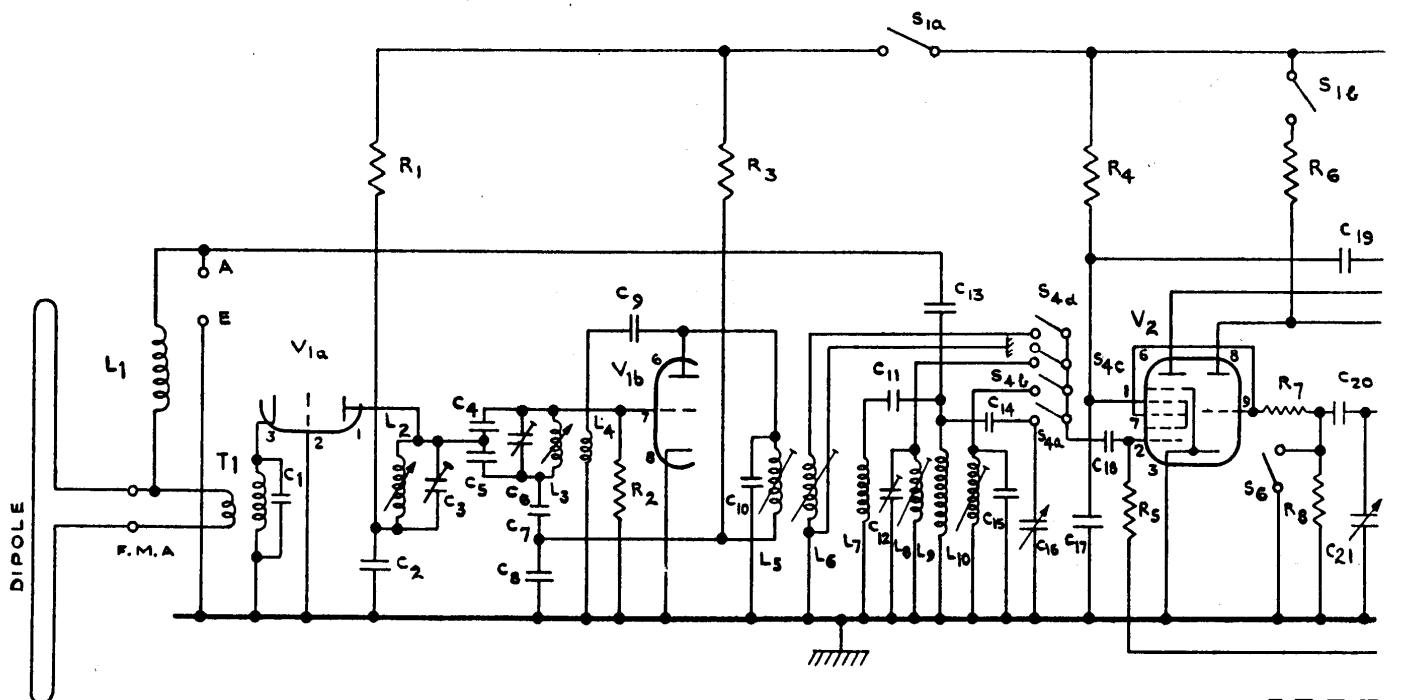 S1a
S1b
R1
R3
R4
R6
C19
A
E
C13
S4d
V2
C9
V1a
V1b
6
6
8
L1
S4c
1
C11
R7
C20
C4
L2
L4
7
S4b
9
3
2
1
C14
7
S4a
2
T1
C1
C5
C6
L3
C18
3
C3
R2
C10
S6
R5
R8
C7
L7
C12
L8
L9
L10
C15
C16
C17
F.M.A
8
C21
C2
C8
L5
L6
DIPOLE